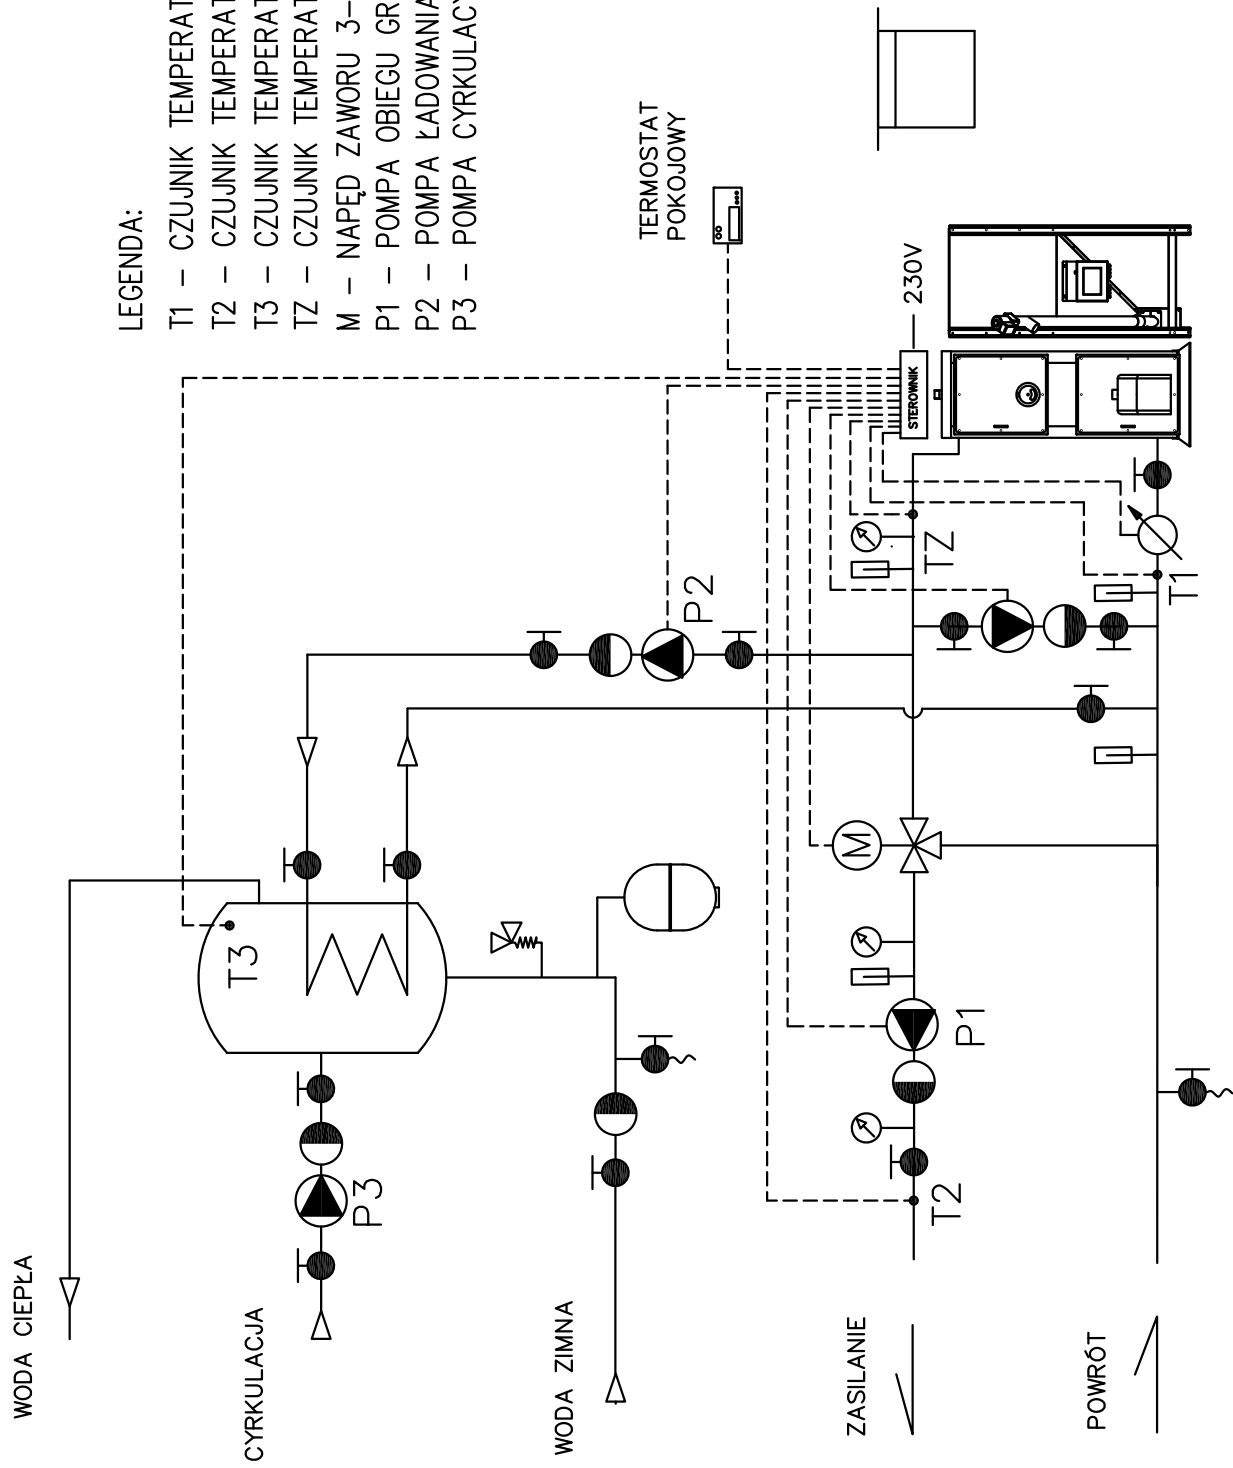 LEGENDA:
T1 - CZUJNIK TEMPERAT
T2 - CZUJNIK TEMPERAT
T3 - CZUJNIK TEMPERAT
TZ - CZUJNIK TEMPERAT
M - NAPĘD ZAWORU 3-
P1 - POMPA OBIEGU GR
P2 - POMPA ŁADOWANIA
P3 - POMPA CYRKULACY
TERMOSTAT
POKOJOWY
230V
STEROWNIK
TZ
T1
P2
M
T3
P1
P3
T2
WODA CIEPŁA
CYRKULACJA
WODA ZIMNA
ZASILANIE
POWRÓT